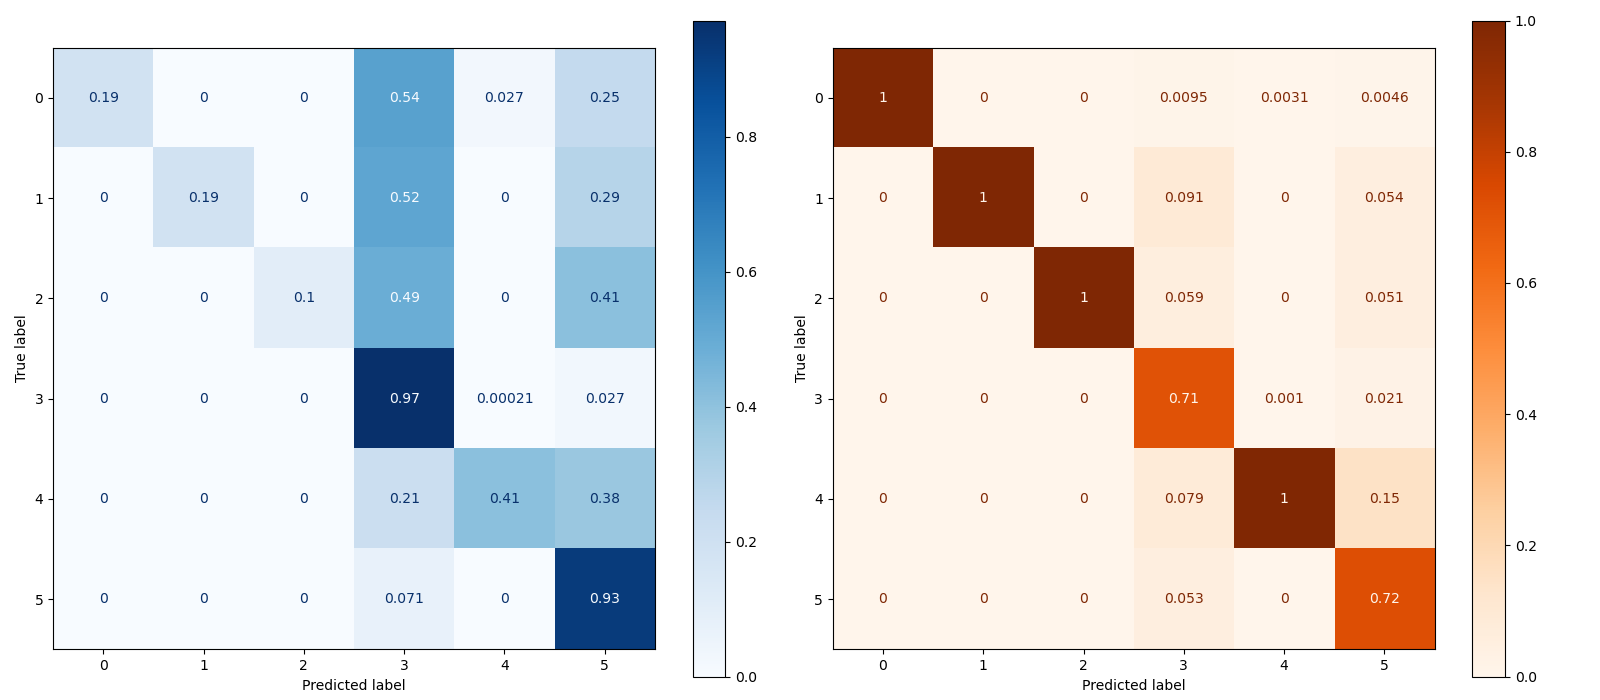 0 0.19 0 0 0.54 0.027 0.25
1 0 0.19 0 0.52 0 0.29
2 0 0 0.1 0.49 0 0.41
3 0 0 0 0.97 0.00021 0.027
4 0 0 0 0.21 0.41 0.38
5 0 0 0 0.071 0 0.93
0 1 2 3 4 5
True label
Predicted label
0.8
0.6
0.4
0.2
0.0
0 1 0 0 0.0095 0.0031 0.0046
1 0 1 0 0.091 0 0.054
2 0 0 1 0.059 0 0.051
3 0 0 0 0.71 0.001 0.021
4 0 0 0 0.079 1 0.15
5 0 0 0 0.053 0 0.72
0 1 2 3 4 5
True label
Predicted label
1.0
0.8
0.6
0.4
0.2
0.0